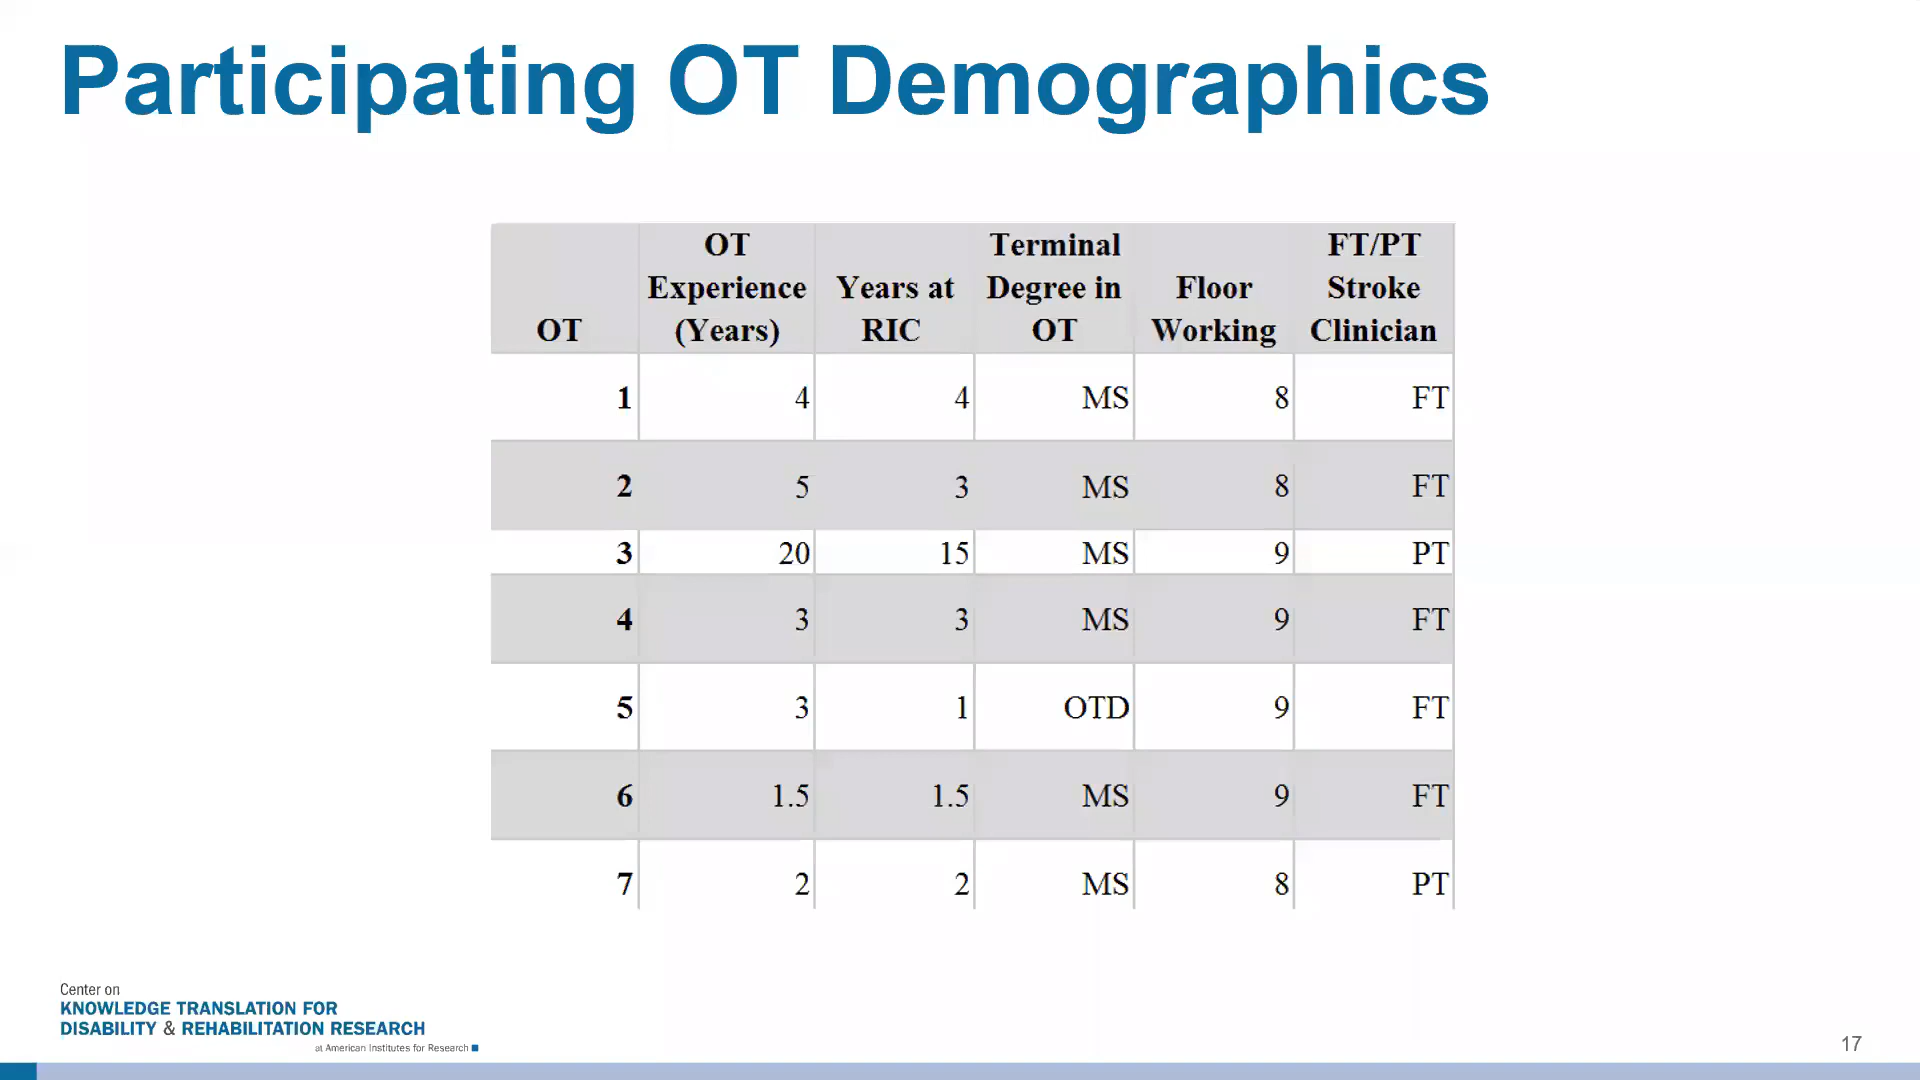 Participating OT Demographics
OT
Experience
(Years)
Years at
RIC
Terminal
Degree in
OT
Floor
Working
FT/PT
Stroke
Clinician
OT
1 4 4 MS 8 FT
2 5 3 MS 8 FT
3 20 15 MS 9 PT
4 3 3 MS 9 FT
5 3 1 OTD 9 FT
6 1.5 1.5 MS 9 FT
7 2 2 MS 8 PT
Center on
KNOWLEDGE TRANSLATION FOR
DISABILITY & REHABILITATION RESEARCH
at American Institutes for Research
17